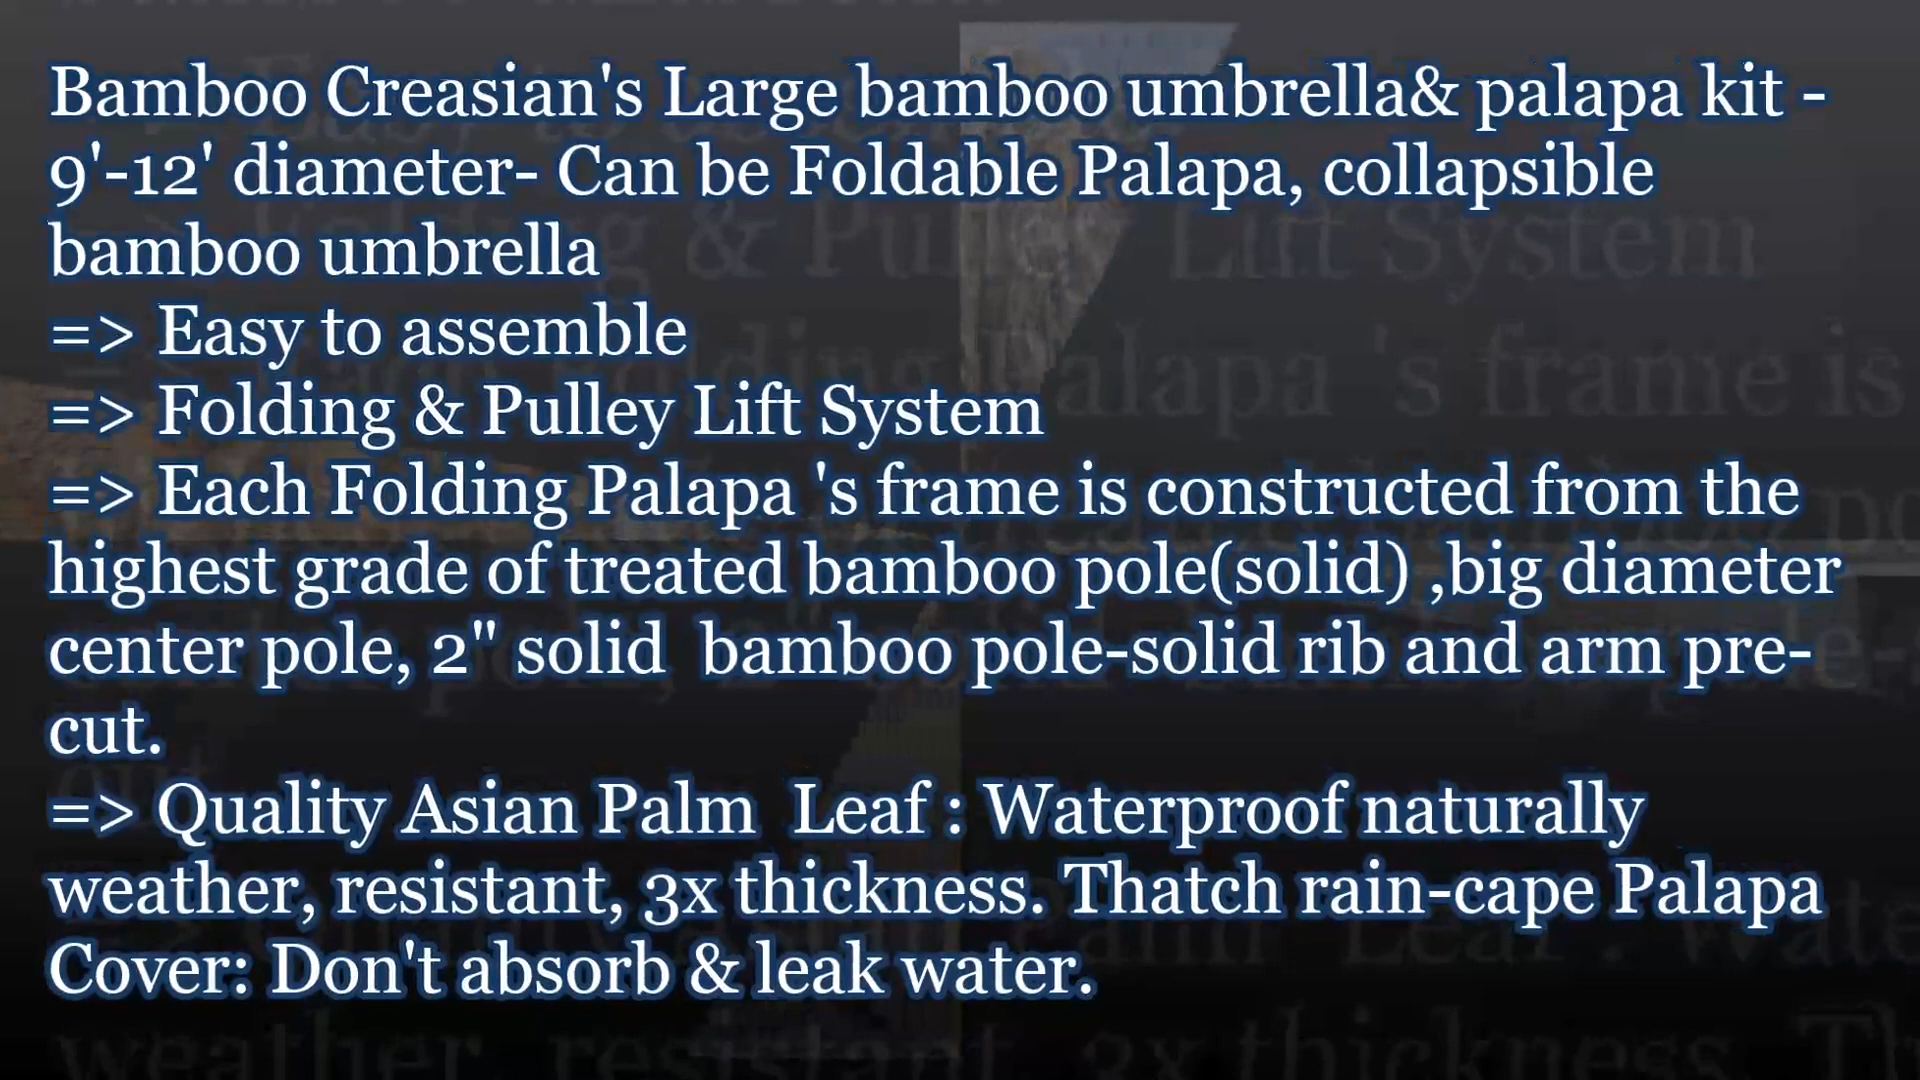 Bamboo Creasian's Large bamboo umbrella& palapa kit -
9'-12' diameter- Can be Foldable Palapa, collapsible
bamboo umbrella
=> Easy to assemble
=> Folding & Pulley Lift System
=> Each Folding Palapa 's frame is constructed from the
highest grade of treated bamboo pole(solid) ,big diameter
center pole, 2" solid  bamboo pole-solid rib and arm pre-
cut.
=> Quality Asian Palm  Leaf : Waterproof naturally
weather, resistant, 3x thickness. Thatch rain-cape Palapa
Cover: Don't absorb & leak water.